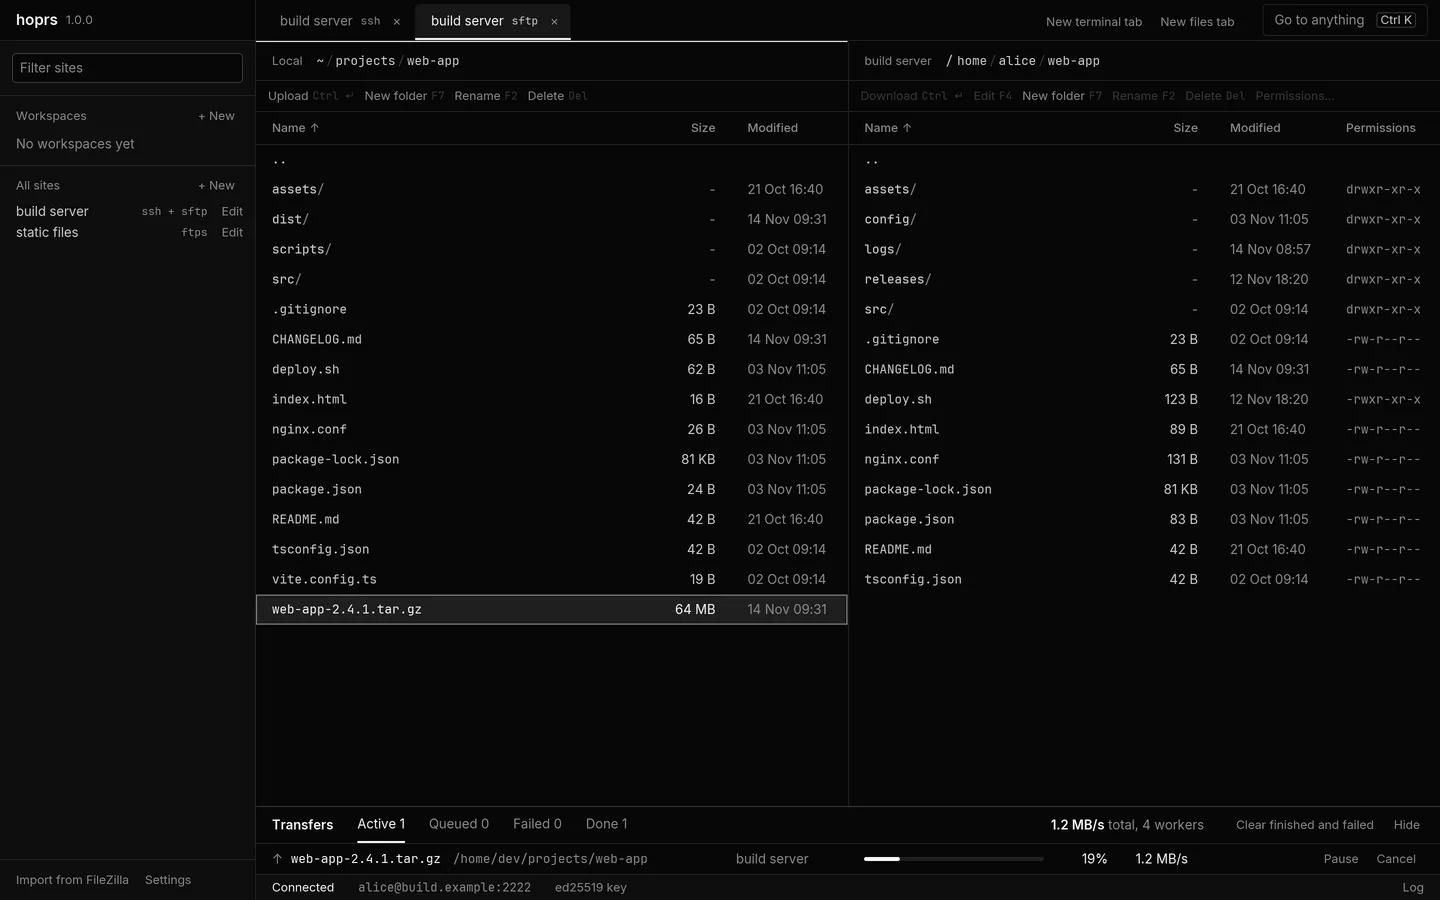 hoprs 1.0.0
build server ssh ×
build server sftp ×
New terminal tab New files tab Go to anything Ctrl K
Filter sites
Workspaces + New
No workspaces yet
All sites + New
build server ssh + sftp Edit
static files ftps Edit
Import from FileZilla Settings
Local ~/projects/web-app
Upload Ctrl ↵ New folder F7 Rename F2 Delete Del
Name ↑ Size Modified
..
assets/ - 21 Oct 16:40
dist/ - 14 Nov 09:31
scripts/ - 02 Oct 09:14
src/ - 02 Oct 09:14
.gitignore 23 B 02 Oct 09:14
CHANGELOG.md 65 B 14 Nov 09:31
deploy.sh 62 B 03 Nov 11:05
index.html 16 B 21 Oct 16:40
nginx.conf 26 B 03 Nov 11:05
package-lock.json 81 KB 03 Nov 11:05
package.json 24 B 03 Nov 11:05
README.md 42 B 21 Oct 16:40
tsconfig.json 42 B 02 Oct 09:14
vite.config.ts 19 B 02 Oct 09:14
web-app-2.4.1.tar.gz 64 MB 14 Nov 09:31
build server / home/alice/web-app
Download Ctrl ↵ Edit F4 New folder F7 Rename F2 Delete Del Permissions...
Name ↑ Size Modified Permissions
..
assets/ - 21 Oct 16:40 drwxr-xr-x
config/ - 03 Nov 11:05 drwxr-xr-x
logs/ - 14 Nov 08:57 drwxr-xr-x
releases/ - 12 Nov 18:20 drwxr-xr-x
src/ - 02 Oct 09:14 drwxr-xr-x
.gitignore 23 B 02 Oct 09:14 -rw-r--r--
CHANGELOG.md 65 B 14 Nov 09:31 -rw-r--r--
deploy.sh 123 B 12 Nov 18:20 -rwxr-xr-x
index.html 89 B 21 Oct 16:40 -rw-r--r--
nginx.conf 131 B 03 Nov 11:05 -rw-r--r--
package-lock.json 81 KB 03 Nov 11:05 -rw-r--r--
package.json 83 B 03 Nov 11:05 -rw-r--r--
README.md 42 B 21 Oct 16:40 -rw-r--r--
tsconfig.json 42 B 02 Oct 09:14 -rw-r--r--
Transfers Active 1 Queued 0 Failed 0 Done 1 1.2 MB/s total, 4 workers Clear finished and failed Hide
↑ web-app-2.4.1.tar.gz /home/dev/projects/web-app build server 19% 1.2 MB/s Pause Cancel
Connected alice@build.example:2222 ed25519 key Log